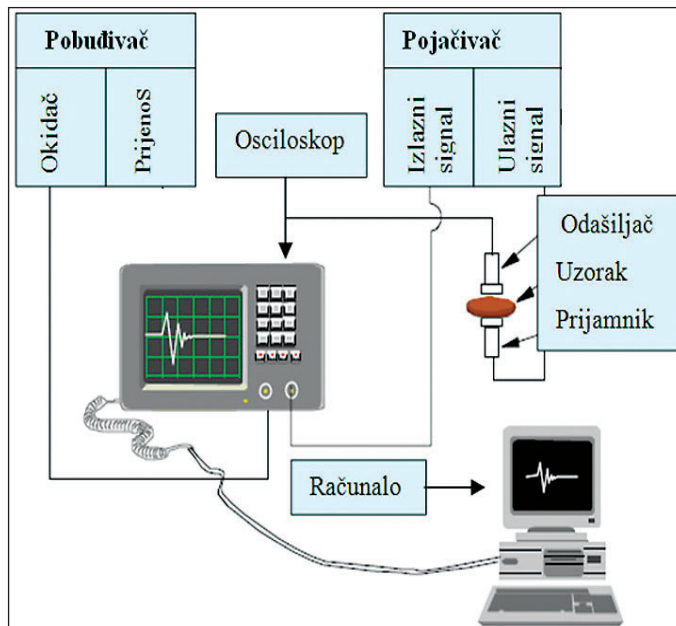 Pobuđivač
Okidač
PrijenoS
Pojačivač
Izlazni
signal
Ulazni
signal
Osciloskop
Odašiljač
Uzorak
Prijamnik
Računalo